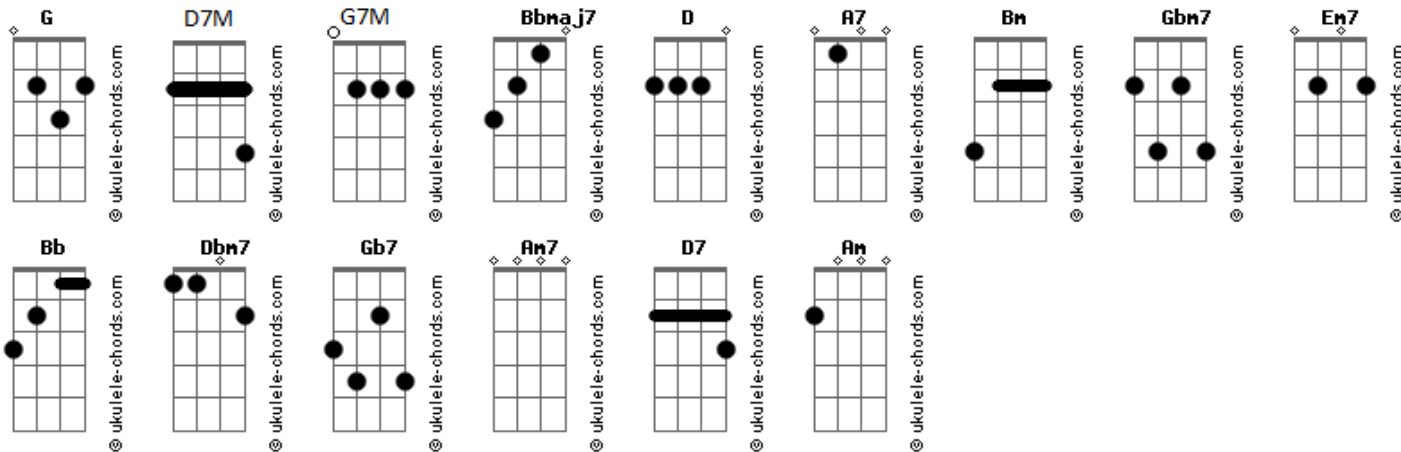 G D7M G7M Bbmaj7 D A7 Bm Gbm7 Em7
© ukulele-chords.com © ukulele-chords.com © ukulele-chords.com © ukulele-chords.com © ukulele-chords.com © ukulele-chords.com © ukulele-chords.com © ukulele-chords.com © ukulele-chords.com
Bb Dbm7 Gb7 Am7 D7 Am
© ukulele-chords.com © ukulele-chords.com © ukulele-chords.com © ukulele-chords.com © ukulele-chords.com © ukulele-chords.com